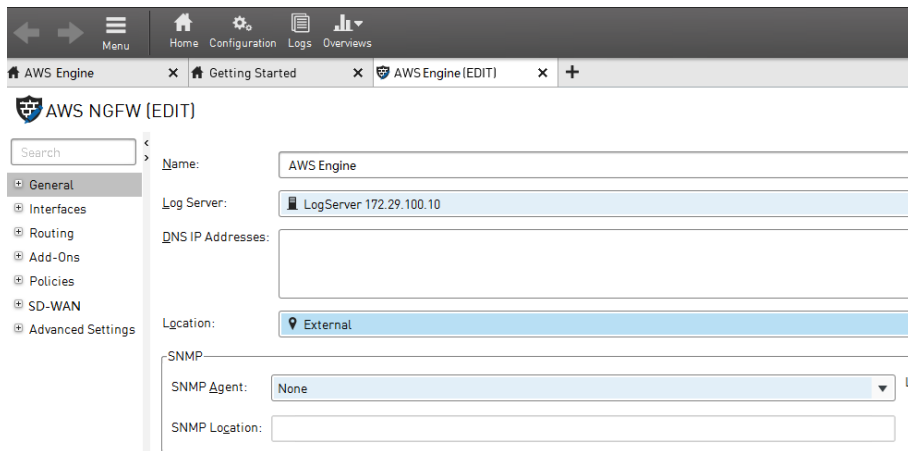 Menu
Home Configuration Logs Overviews
AWS Engine Getting Started AWS Engine (EDIT)
AWS NGFW (EDIT)
Search
General
Interfaces
Routing
Add-Ons
Policies
SD-WAN
Advanced Settings
Name: AWS Engine
Log Server: LogServer 172.29.100.10
DNS IP Addresses:
Location: External
SNMP
SNMP Agent: None
SNMP Location: